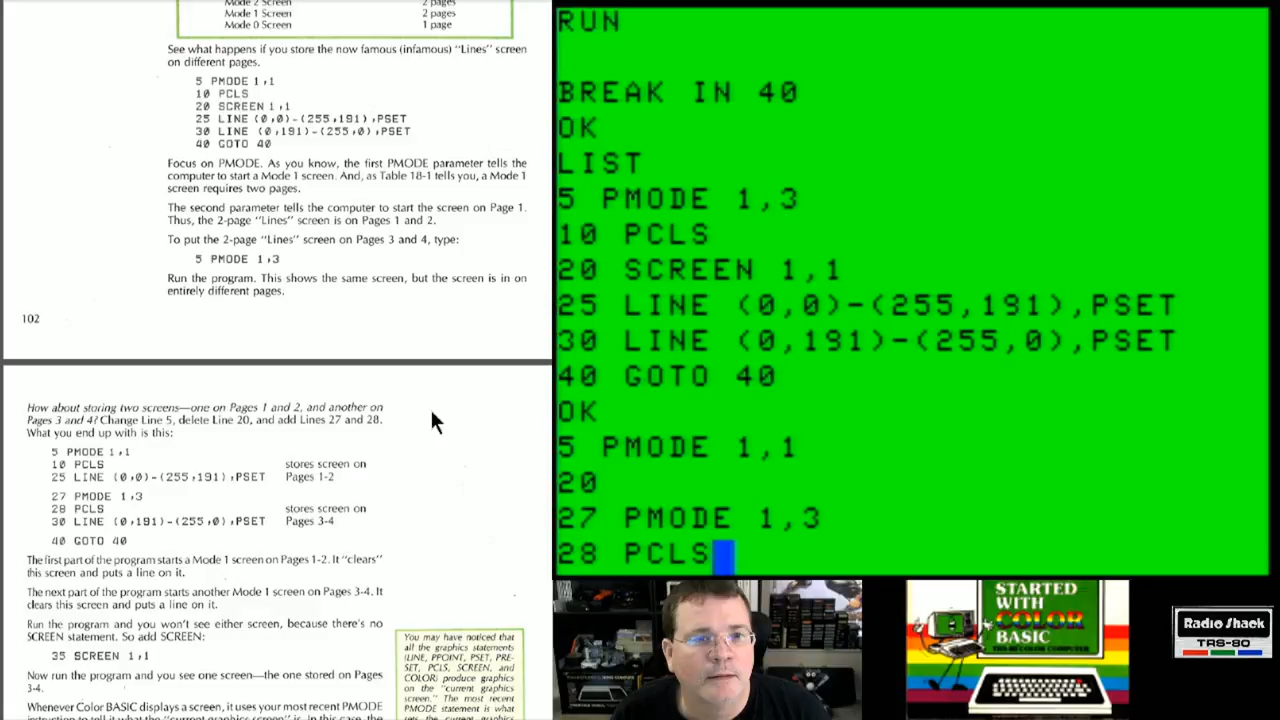 Mode 2 Screen 2 pages
Mode 1 Screen 2 pages
Mode 0 Screen 1 page
See what happens if you store the now famous (infamous) "Lines" screen
on different pages.
5 PMODE 1,1
10 PCLS
20 SCREEN 1,1
25 LINE (0,0)-(255,191),PSET
30 LINE (0,191)-(255,0),PSET
40 GOTO 40
Focus on PMODE. As you know, the first PMODE parameter tells the
computer to start a Mode 1 screen. And, as Table 18-1 tells you, a Mode 1
screen requires two pages.
The second parameter tells the computer to start the screen on Page 1.
Thus, the 2-page "Lines" screen is on Pages 1 and 2.
To put the 2-page "Lines" screen on Pages 3 and 4, type:
5 PMODE 1,3
Run the program. This shows the same screen, but the screen is in on
entirely different pages.
102
How about storing two screens—one on Pages 1 and 2, and another on
Pages 3 and 4? Change Line 5, delete Line 20, and add Lines 27 and 28.
What you end up with is this:
5 PMODE 1,1
10 PCLS stores screen on
25 LINE (0,0)-(255,191),PSET Pages 1-2
27 PMODE 1,3
28 PCLS stores screen on
30 LINE (0,191)-(255,0),PSET Pages 3-4
40 GOTO 40
The first part of the program starts a Mode 1 screen on Pages 1-2. It "clears"
this screen and puts a line on it.
The next part of the program starts another Mode 1 screen on Pages 3-4. It
clears this screen and puts a line on it.
Run the program and you won't see either screen, because there's no
SCREEN statement. So add SCREEN:
35 SCREEN 1,1
Now run the program and you see one screen—the one stored on Pages
3-4.
Whenever Color BASIC displays a screen, it uses your most recent PMODE
You may have noticed
that all the graphics statements
(LINE, PPOINT, PSET, PRE-
SET, PCLS, SCREEN, and
COLOR) produce graphics
on the "current graphics
screen." The most recent
PMODE statement is what
RUN
BREAK IN 40
OK
LIST
5 PMODE 1,3
10 PCLS
20 SCREEN 1,1
25 LINE (0,0)-(255,191),PSET
30 LINE (0,191)-(255,0),PSET
40 GOTO 40
OK
5 PMODE 1,1
20
27 PMODE 1,3
28 PCLS
STARTED
WITH
COLOR
BASIC
Radio Shack
TRS-80